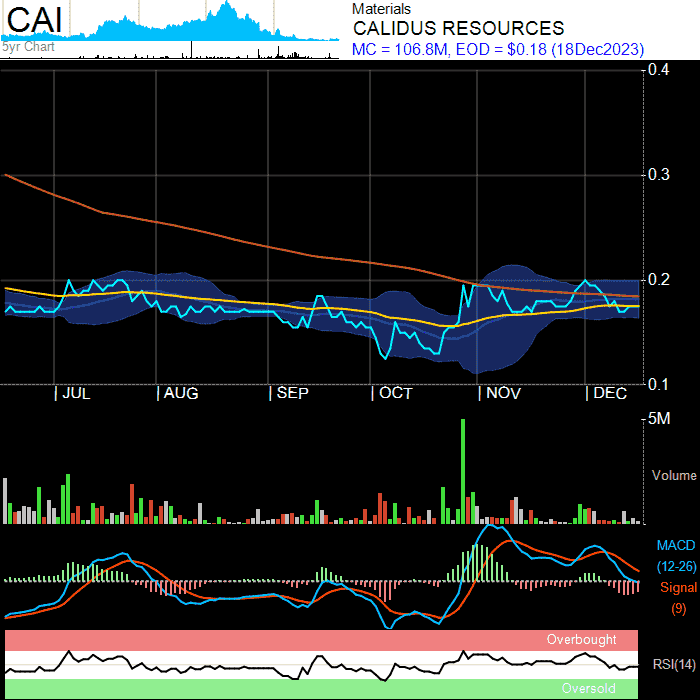 CAI
5yr Chart
Materials
CALIDUS RESOURCES
MC = 106.8M, EOD = $0.18 (18Dec2023)
0.4
0.3
0.2
0.1
JUL
AUG
SEP
OCT
NOV
DEC
5M
Volume
MACD
(12-26)
Signal
(9)
Overbought
RSI(14)
Oversold